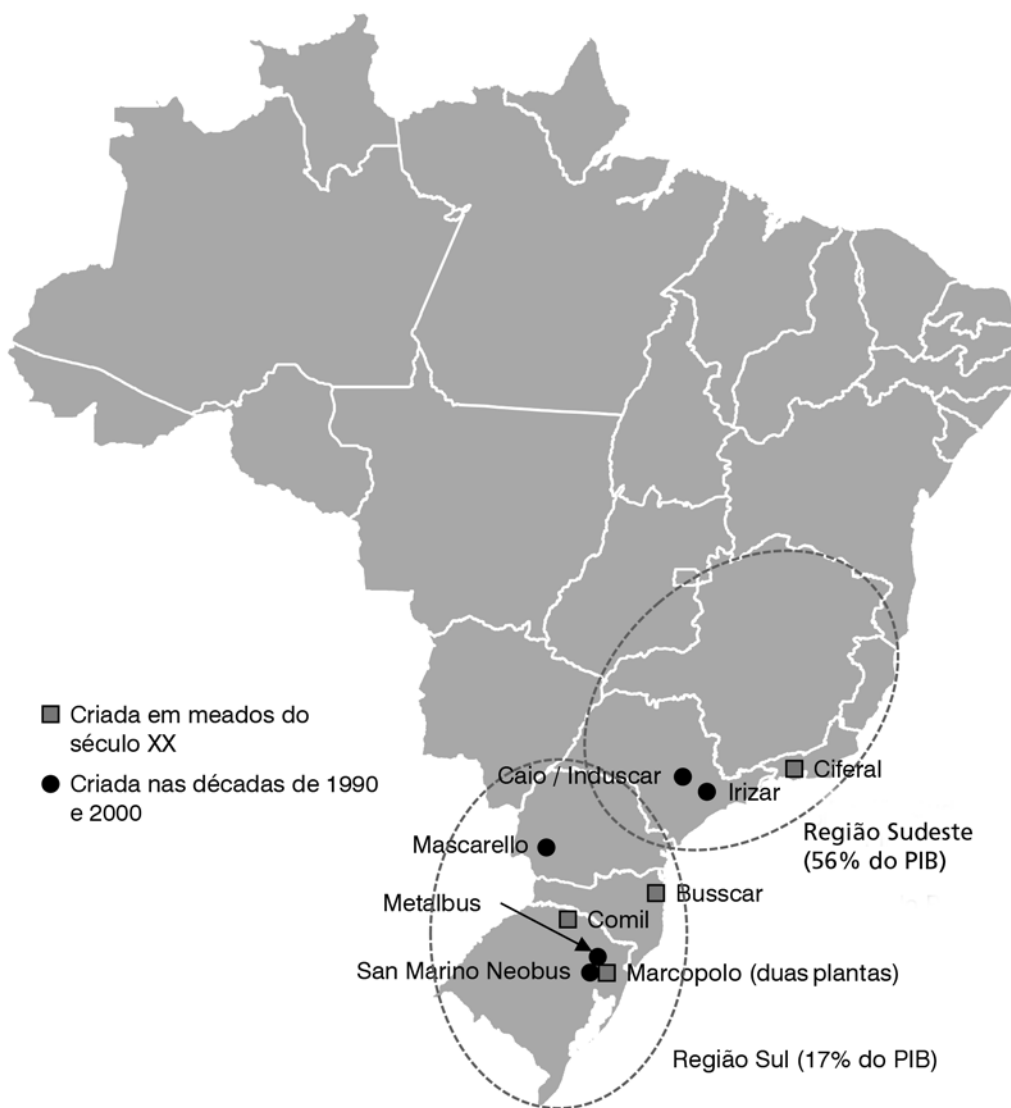 Criada em meados do
século XX
Criada nas décadas de 1990
e 2000
Caio / Induscar
Ciferal
Irizar
Região Sudeste
(56% do PIB)
Mascarello
Metalbus
Busscar
Comil
San Marino Neobus
Marcopolo (duas plantas)
Região Sul (17% do PIB)